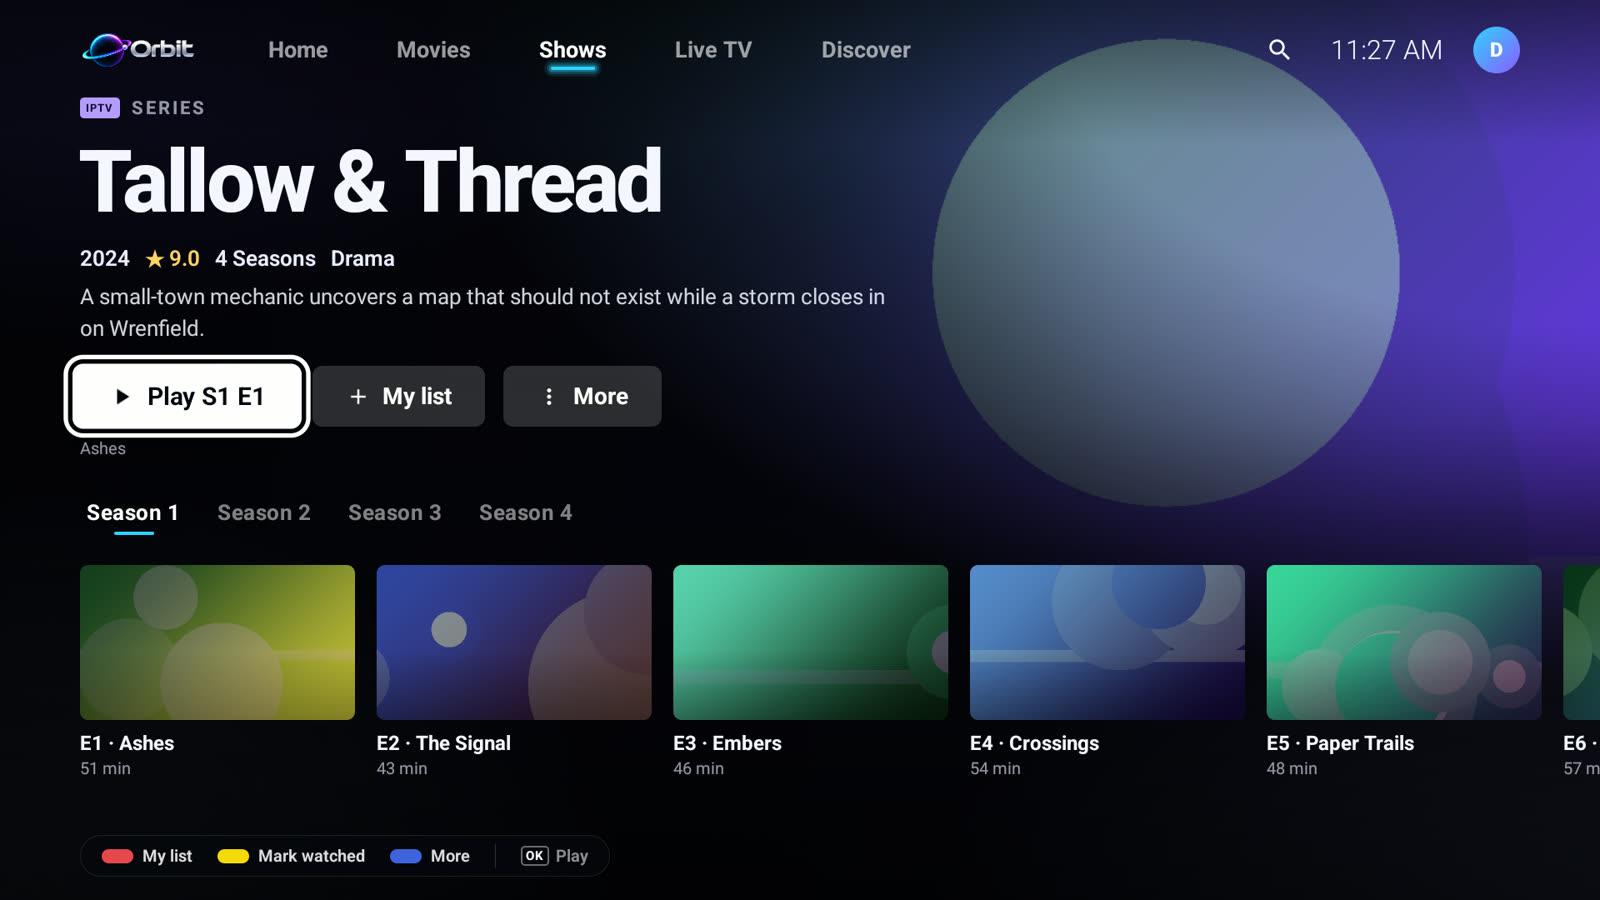 Orbit
Home Movies Shows Live TV Discover 11:27 AM D
IPTV SERIES
Tallow & Thread
2024 ★ 9.0 4 Seasons Drama
A small-town mechanic uncovers a map that should not exist while a storm closes in
on Wrenfield.
Play S1 E1 My list More
Ashes
Season 1 Season 2 Season 3 Season 4
E1 · Ashes E2 · The Signal E3 · Embers E4 · Crossings E5 · Paper Trails E6 ·
51 min 43 min 46 min 54 min 48 min 57 m
My list Mark watched More OK Play